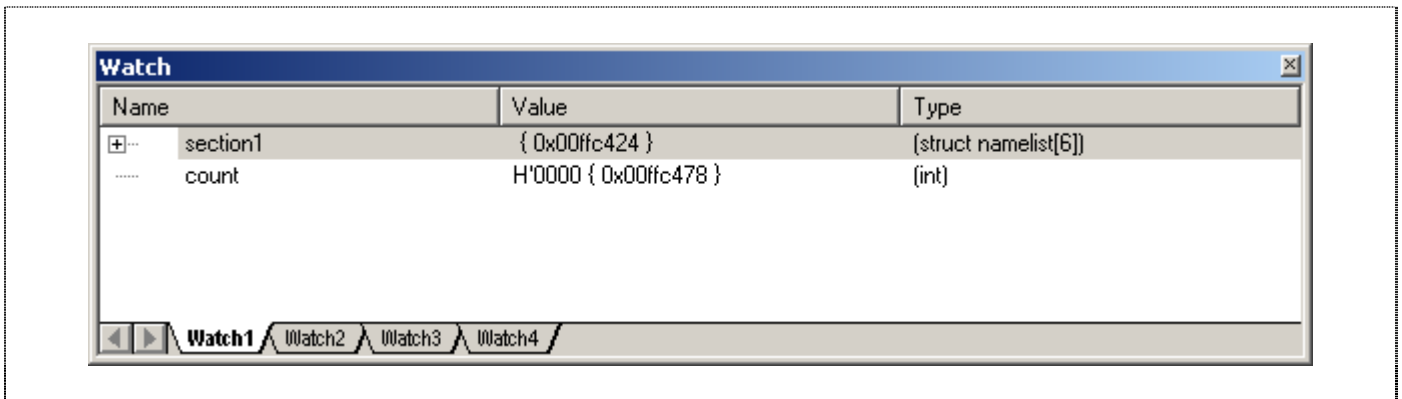 Watch
Name Value Type
section1 { 0x00ffc424 } (struct namelist[6])
count H'0000 { 0x00ffc478 } (int)
Watch1 Watch2 Watch3 Watch4